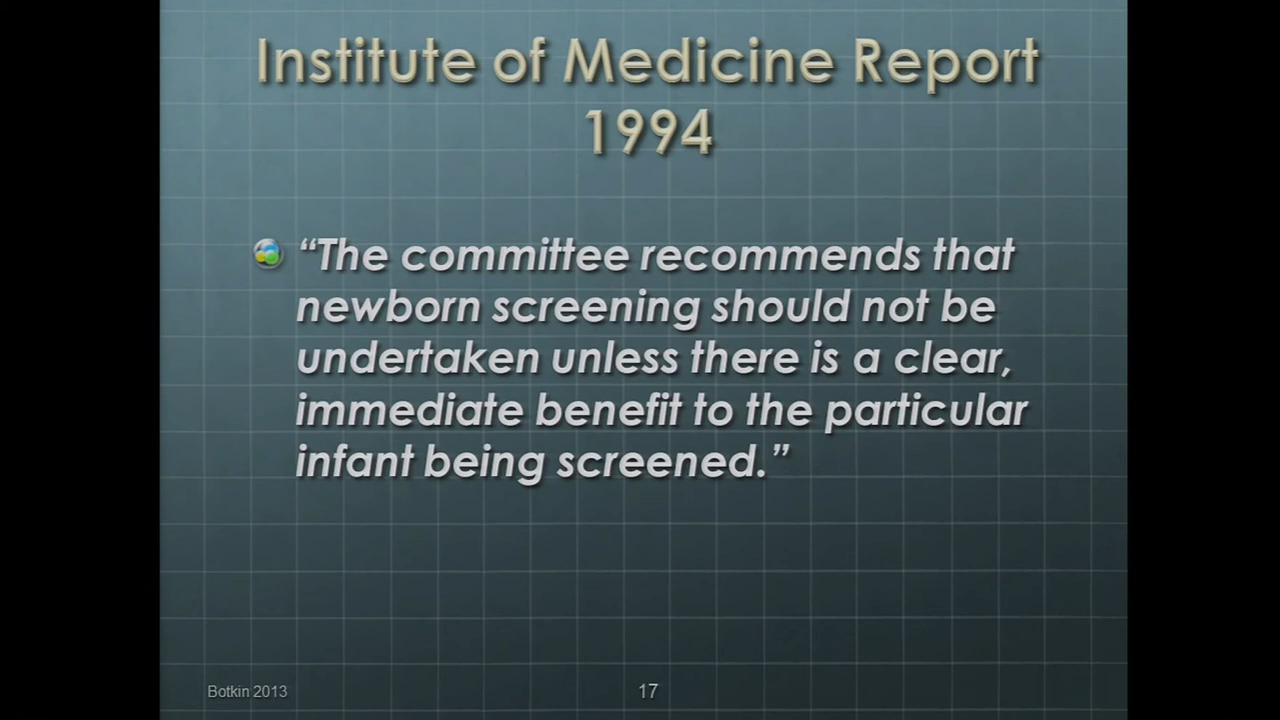 Institute of Medicine Report
1994
“The committee recommends that
newborn screening should not be
undertaken unless there is a clear,
immediate benefit to the particular
infant being screened.”
Botkin 2013
17